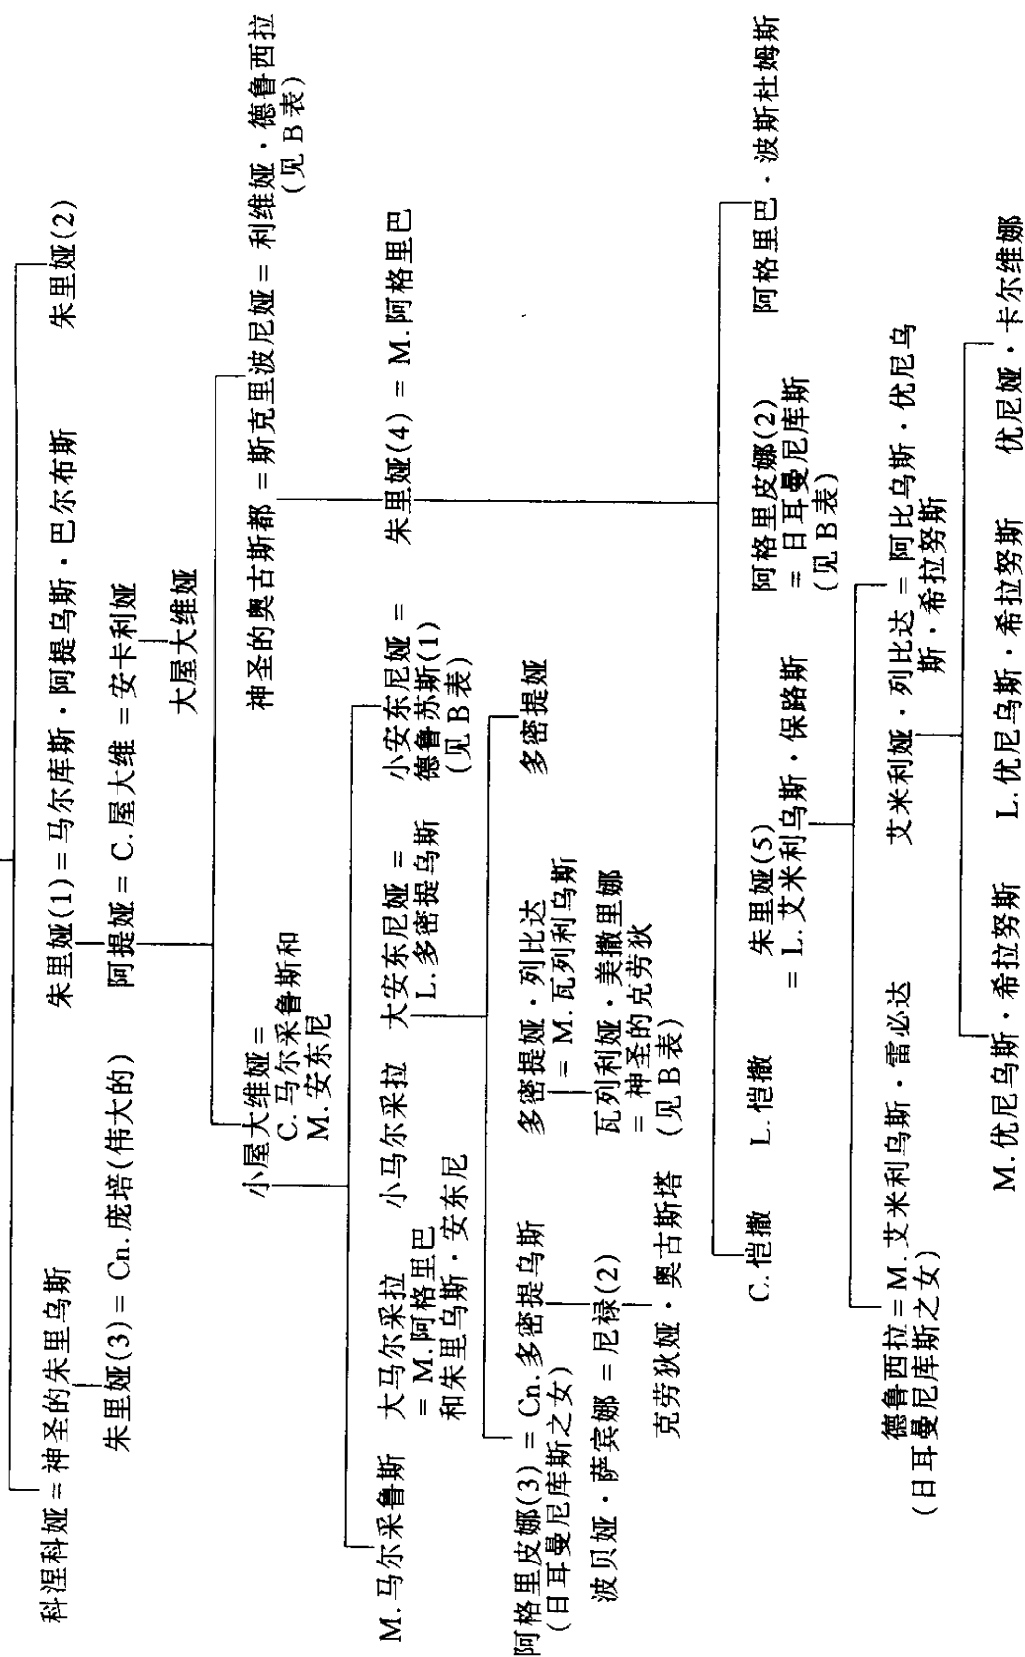 科涅科娅=神圣的朱里乌斯
朱里娅(1)=马尔库斯·阿提乌斯·巴尔布斯
朱里娅(2)
朱里娅(3)=Cn.庞培(伟大的)
阿提娅=C.屋大维=安卡利娅
大屋大维娅
小屋大维娅=
C.马尔采鲁斯和
M.安东尼
神圣的奥古斯都=斯克里波尼娅=利维娅·德鲁西拉
(见B表)
M.马尔采鲁斯
大马尔采拉
=M.阿格里巴
和朱里乌斯·安东尼
小马尔采拉
大安东尼娅=
L.多密提乌斯
小安东尼娅=
德鲁苏斯(1)
(见B表)
朱里娅(4)=M.阿格里巴
阿格里皮娜(3)=Cn.多密提乌斯
(日耳曼尼库斯之女)
多密提娅·列比达
=M.瓦列利乌斯
多密提娅
波贝娅·萨宾娜=尼禄(2)
瓦列利娅·美撒里娜
=神圣的克劳狄
(见B表)
克劳狄娅·奥古斯塔
C.恺撒
L.恺撒
朱里娅(5)
=L.艾米利乌斯·保路斯
阿格里皮娜(2)
=日耳曼尼库斯
(见B表)
阿格里巴·波斯杜姆斯
德鲁西拉=M.艾米利乌斯·雷必达
(日耳曼尼库斯之女)
艾米利娅·列比达=阿比乌斯·优尼乌
斯·希拉努斯
M.优尼乌斯·希拉努斯
L.优尼乌斯·希拉努斯
优尼娅·卡尔维娜